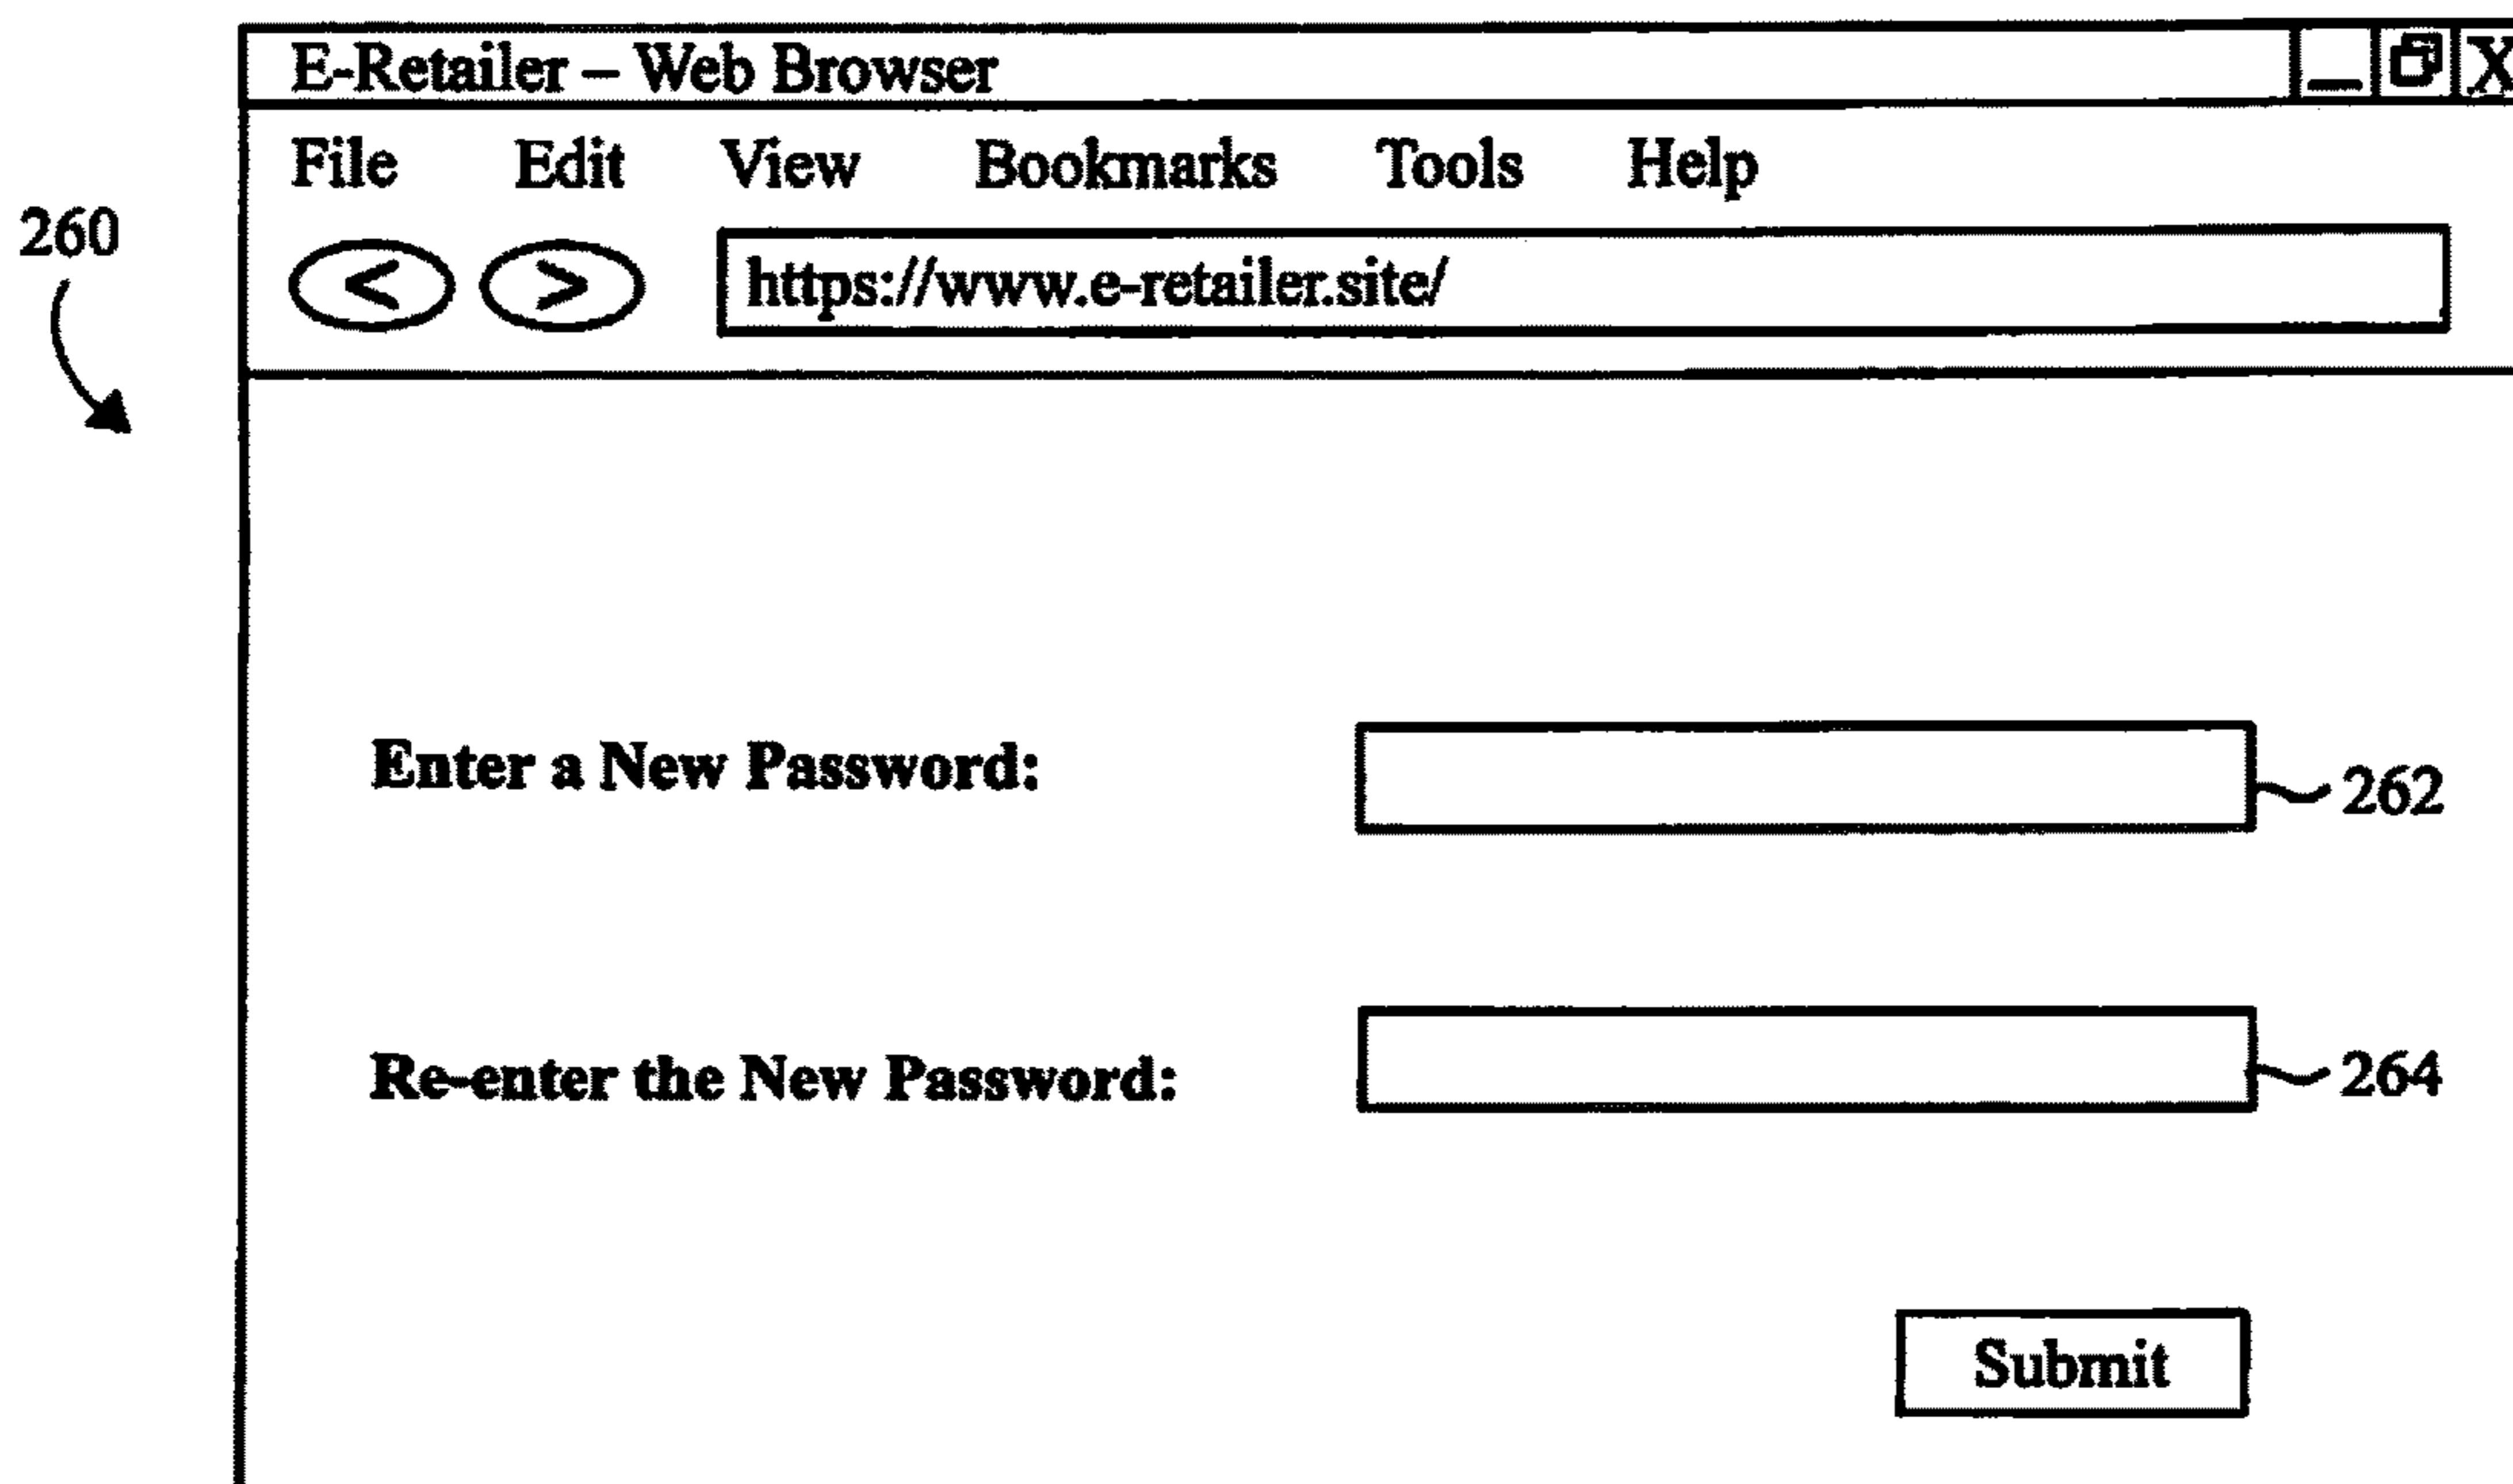 E-Retailer – Web Browser X
File Edit View Bookmarks Tools Help
260
< > https://www.e-retailer.site/
Enter a New Password: 262
Re-enter the New Password: 264
Submit